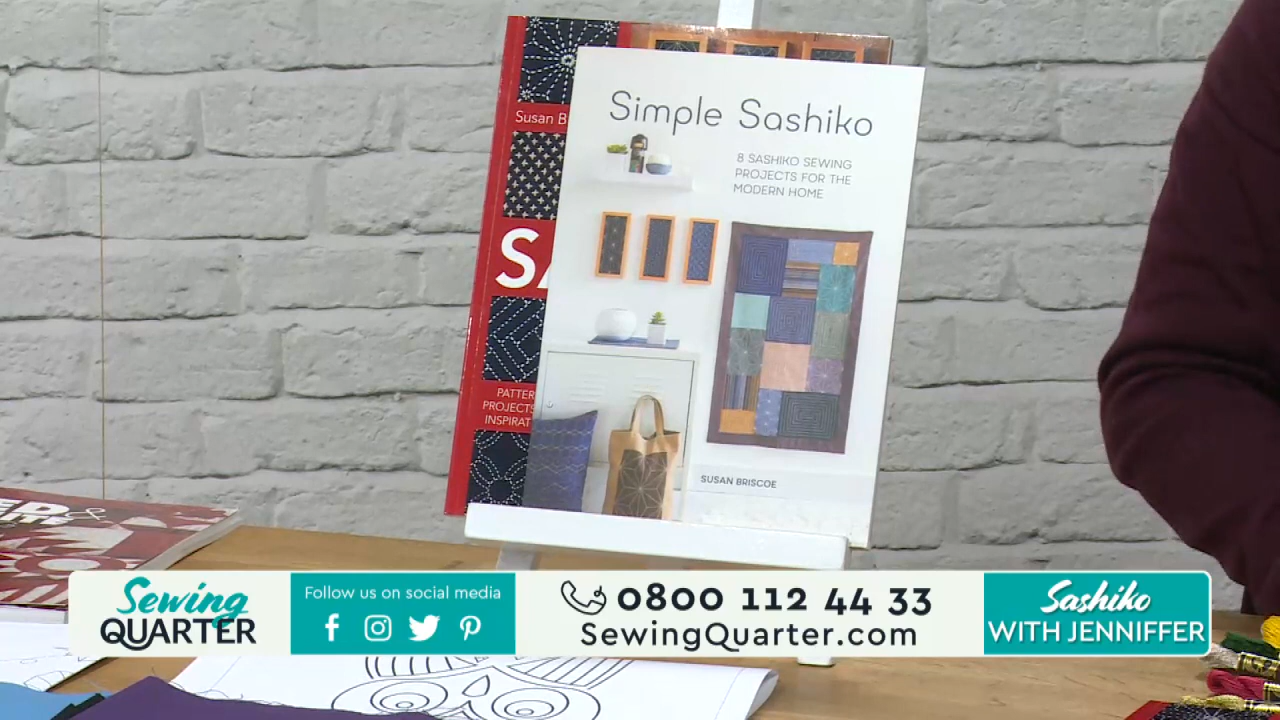 Susan B
SA
PATTER
PROJECTS
INSPIRAT
Simple Sashiko
8 SASHIKO SEWING
PROJECTS FOR THE
MODERN HOME
SUSAN BRISCOE
Sewing
QUARTER
Follow us on social media
0800 112 44 33
SewingQuarter.com
Sashiko
WITH JENNIFFER